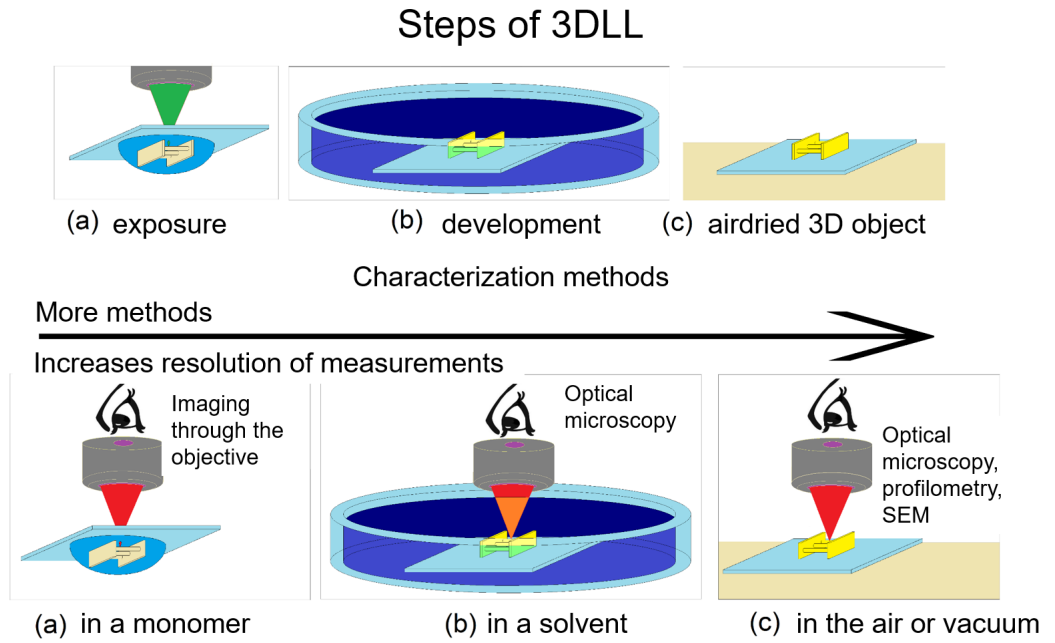 Steps of 3DLL
(a) exposure
(b) development
(c) airdried 3D object
Characterization methods
More methods
Increases resolution of measurements
Imaging
through the
objective
Optical
microscopy
Optical
microscopy,
profilometry,
SEM
(a) in a monomer
(b) in a solvent
(c) in the air or vacuum